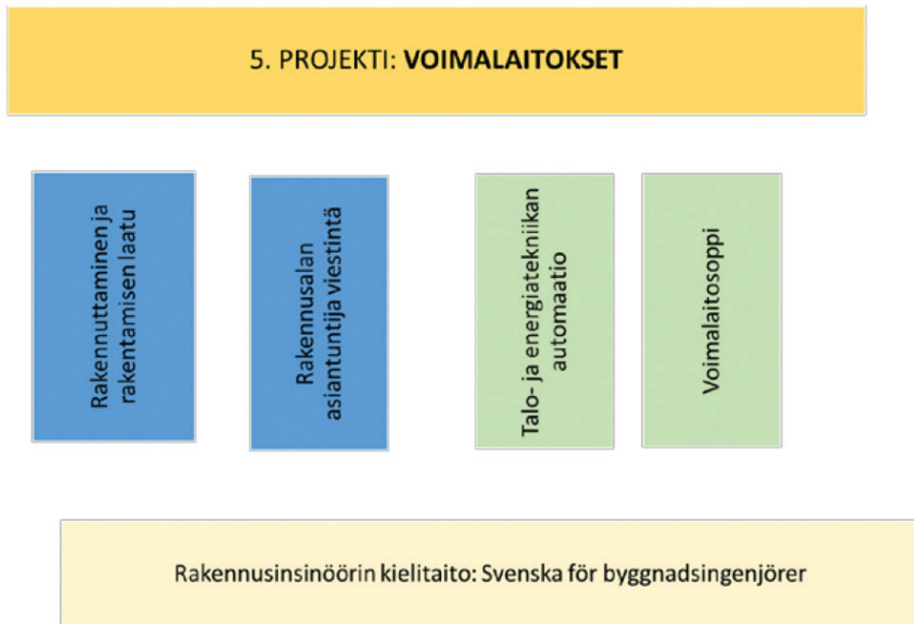 5. PROJEKTI: VOIMALAITOKSET
Rakennuttaminen ja
rakentamisen laatu
Rakennusalan
asiantuntija viestintä
Talo- ja energiatekniikan
automaatio
Voimalaitosoppi
Rakennusinsinöörin kielitaito: Svenska för byggnadsingenjörer